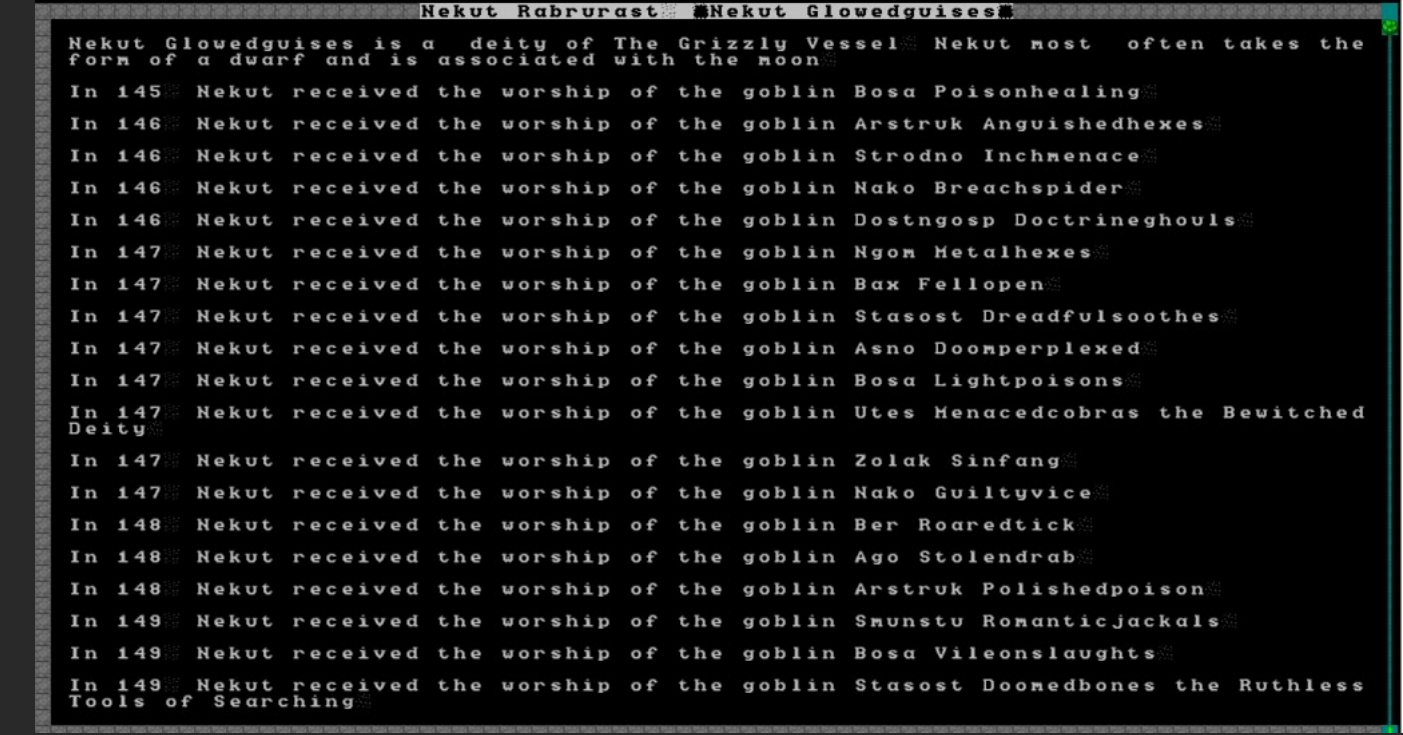 Nekut Rabrurast Nekut Glowedguises
Nekut Glowedguises is a deity of The Grizzly Vessel Nekut most often takes the
form of a dwarf and is associated with the moon
In 145 Nekut received the worship of the goblin Bosa Poisonhealing
In 146 Nekut received the worship of the goblin Arstruk Anguishedhexes
In 146 Nekut received the worship of the goblin Strodno Inchmenace
In 146 Nekut received the worship of the goblin Nako Breachspider
In 146 Nekut received the worship of the goblin Dostngosp Doctrineghouls
In 147 Nekut received the worship of the goblin Ngom Metalhexes
In 147 Nekut received the worship of the goblin Bax Fellopen
In 147 Nekut received the worship of the goblin Stasost Dreadfulsoothes
In 147 Nekut received the worship of the goblin Asno Doomperplexed
In 147 Nekut received the worship of the goblin Bosa Lightpoisons
In 147 Nekut received the worship of the goblin Utes Menacedcobras the Bewitched
Deity
In 147 Nekut received the worship of the goblin Zolak Sinfang
In 147 Nekut received the worship of the goblin Nako Guiltyvice
In 148 Nekut received the worship of the goblin Ber Roaredtick
In 148 Nekut received the worship of the goblin Ago Stolendrab
In 148 Nekut received the worship of the goblin Arstruk Polishedpoison
In 149 Nekut received the worship of the goblin Smunstu Romanticjackals
In 149 Nekut received the worship of the goblin Bosa Vileonslaughts
In 149 Nekut received the worship of the goblin Stasost Doomedbones the Ruthless
Tools of Searching